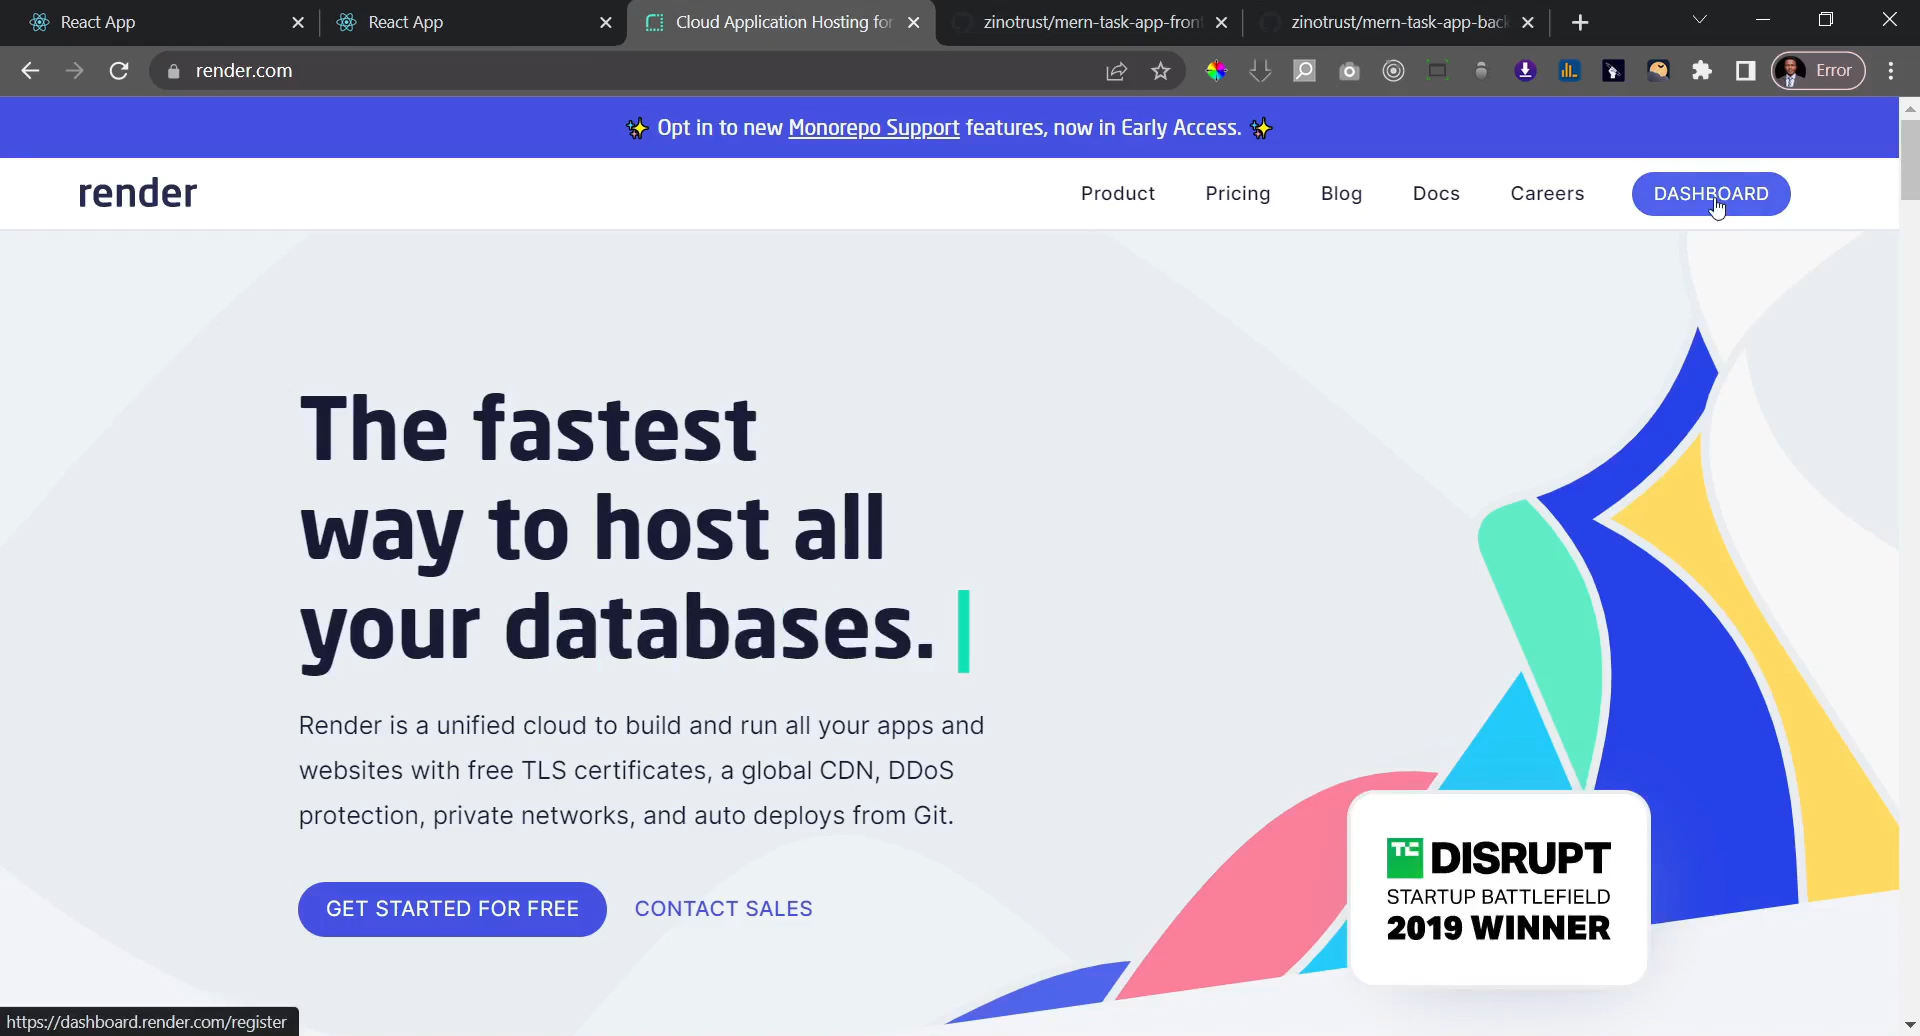 React App
React App
Cloud Application Hosting for
zinotrust/mern-task-app-front
zinotrust/mern-task-app-back
render.com
Error
Opt in to new Monorepo Support features, now in Early Access.
render
Product
Pricing
Blog
Docs
Careers
DASHBOARD
The fastest
way to host all
your databases.
Render is a unified cloud to build and run all your apps and
websites with free TLS certificates, a global CDN, DDoS
protection, private networks, and auto deploys from Git.
GET STARTED FOR FREE
CONTACT SALES
TC DISRUPT
STARTUP BATTLEFIELD
2019 WINNER
https://dashboard.render.com/register